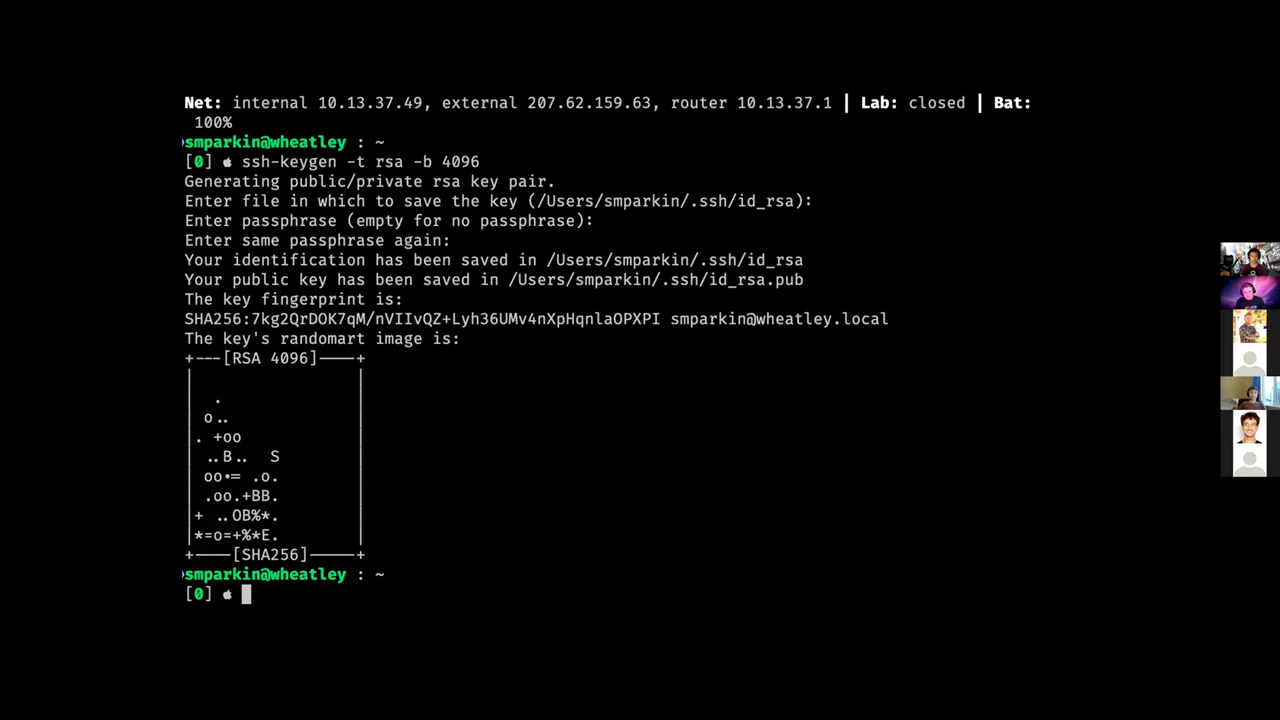 Net: internal 10.13.37.49, external 207.62.159.63, router 10.13.37.1 | Lab: closed | Bat:
100%
smparkin@wheatley : ~
[0]  ssh-keygen -t rsa -b 4096
Generating public/private rsa key pair.
Enter file in which to save the key (/Users/smparkin/.ssh/id_rsa):
Enter passphrase (empty for no passphrase):
Enter same passphrase again:
Your identification has been saved in /Users/smparkin/.ssh/id_rsa
Your public key has been saved in /Users/smparkin/.ssh/id_rsa.pub
The key fingerprint is:
SHA256:7kg2QrDOK7qM/nVIIvQZ+Lyh36UMv4nXpHqnlaOPXPI smparkin@wheatley.local
The key's randomart image is:
+---[RSA 4096]----+
|                 |
|  .              |
| o..             |
|. +oo            |
| ..B..   S       |
| oo+= .o.        |
| .oo.+BB.        |
|+ ..OB%*.        |
|*=o=+%*E.        |
+----[SHA256]-----+
smparkin@wheatley : ~
[0]